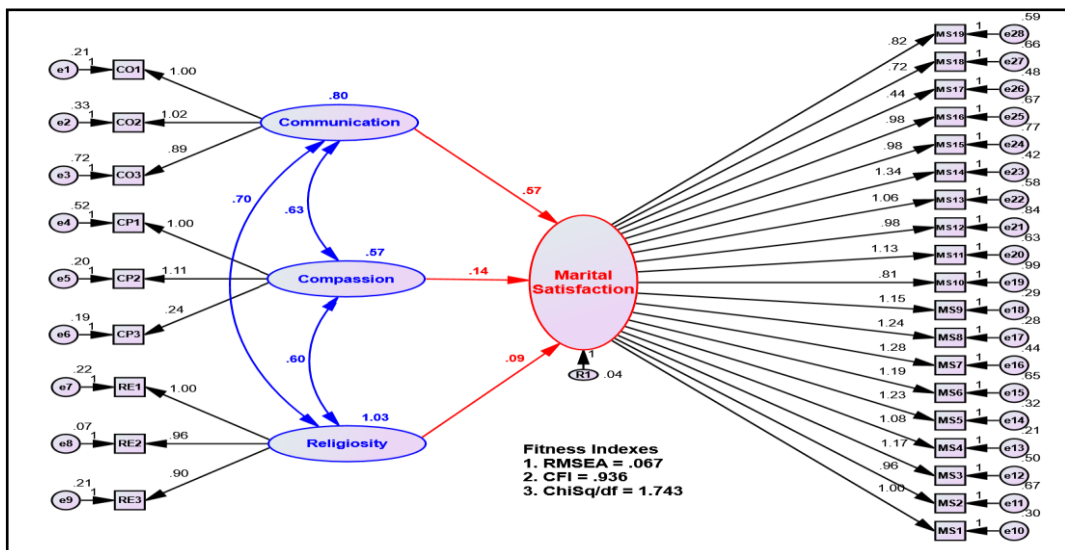 .21
e1
1
CO1
1.00
.33
e2
1
CO2
1.02
.72
e3
1
CO3
.89
.52
e4
1
CP1
1.00
.20
e5
1
CP2
1.11
.19
e6
1
CP3
.24
.22
e7
1
RE1
1.00
.07
e8
1
RE2
.96
.21
e9
1
RE3
.90
.80
Communication
.70
.63
.57
Compassion
.60
1.03
Religiosity
.57
.14
.09
Marital
Satisfaction
1
R1
.04
Fitness Indexes
1. RMSEA = .067
2. CFI = .936
3. ChiSq/df = 1.743
.82
MS19
1
e28
.59
.72
MS18
1
e27
.66
.44
MS17
1
e26
.48
.98
MS16
1
e25
.67
.98
MS15
1
e24
.77
1.34
MS14
1
e23
.42
1.06
MS13
1
e22
.58
.98
MS12
1
e21
.84
1.13
MS11
1
e20
.63
.81
MS10
1
e19
.99
1.15
MS9
1
e18
.29
1.24
MS8
1
e17
.28
1.28
MS7
1
e16
.44
1.19
MS6
1
e15
.65
1.23
MS5
1
e14
.32
1.08
MS4
1
e13
.21
1.17
MS3
1
e12
.50
.96
MS2
1
e11
.67
1.00
MS1
1
e10
.30